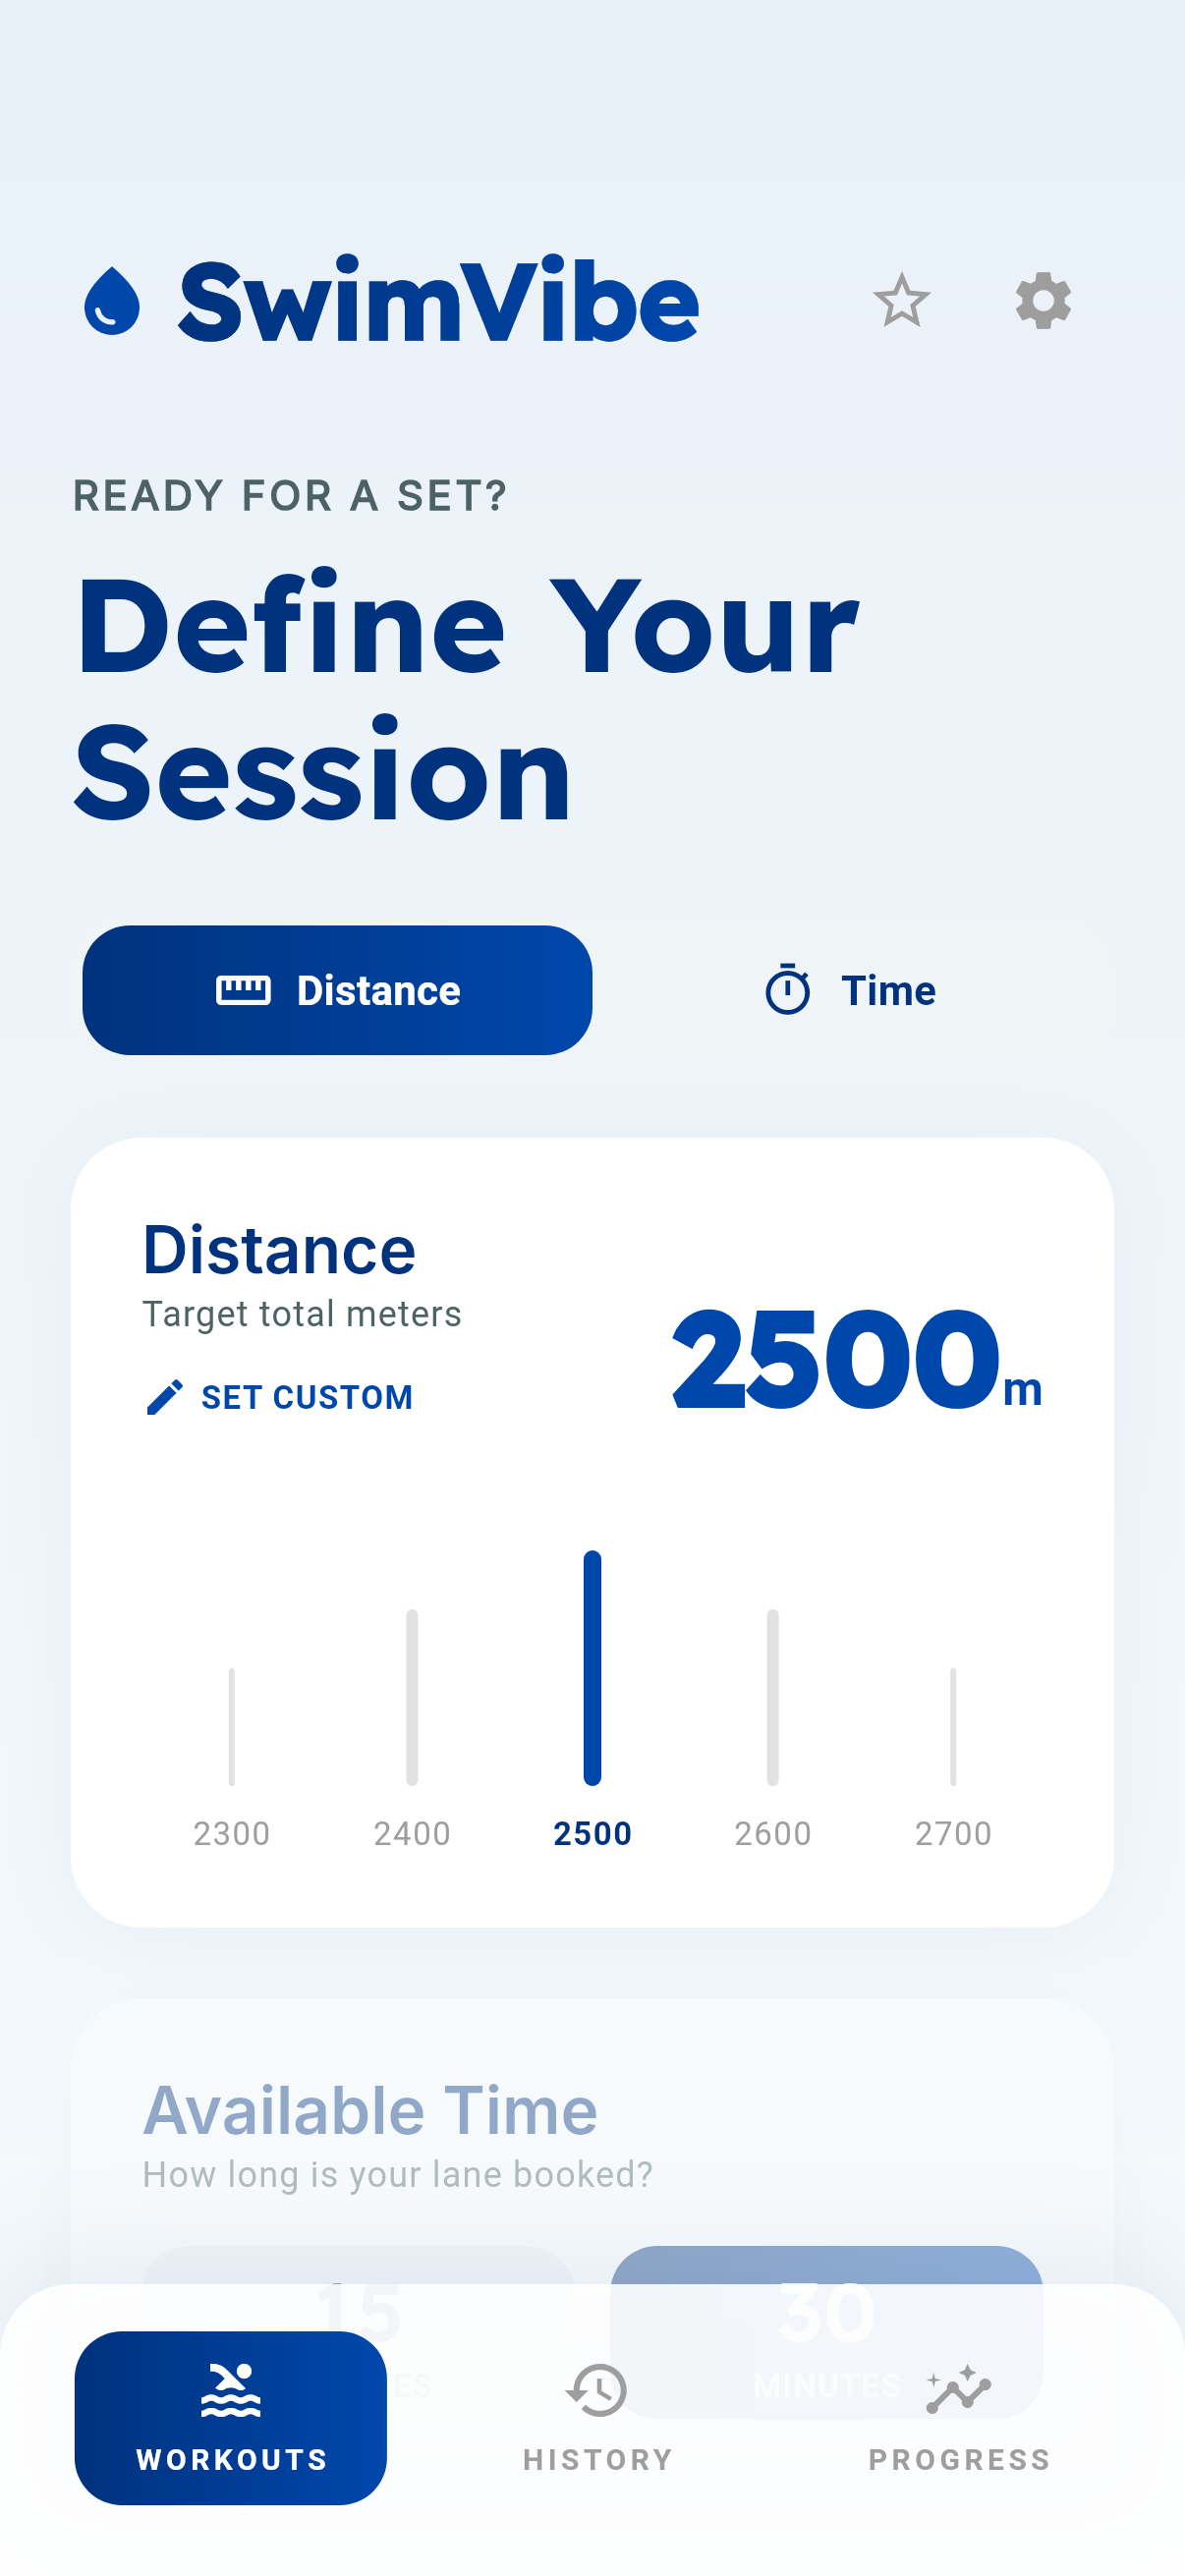 SwimVibe
READY FOR A SET?
Define Your
Session
Distance
Time
Distance
Target total meters
SET CUSTOM
2500m
2300
2400
2500
2600
2700
Available Time
How long is your lane booked?
15
30
MINUTES
WORKOUTS
HISTORY
PROGRESS